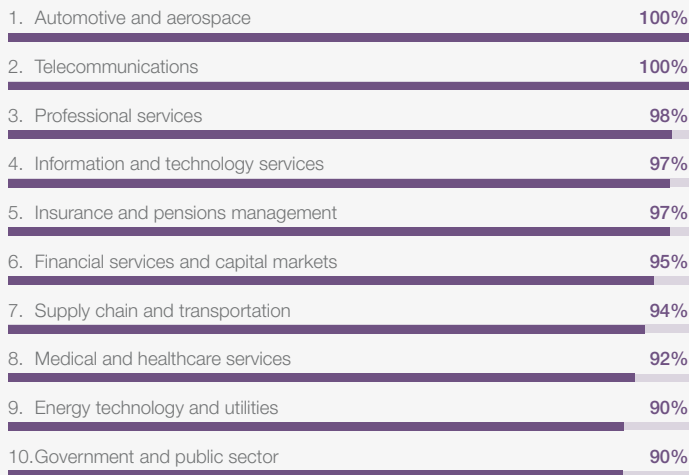 1. Automotive and aerospace 100%
2. Telecommunications 100%
3. Professional services 98%
4. Information and technology services 97%
5. Insurance and pensions management 97%
6. Financial services and capital markets 95%
7. Supply chain and transportation 94%
8. Medical and healthcare services 92%
9. Energy technology and utilities 90%
10.Government and public sector 90%